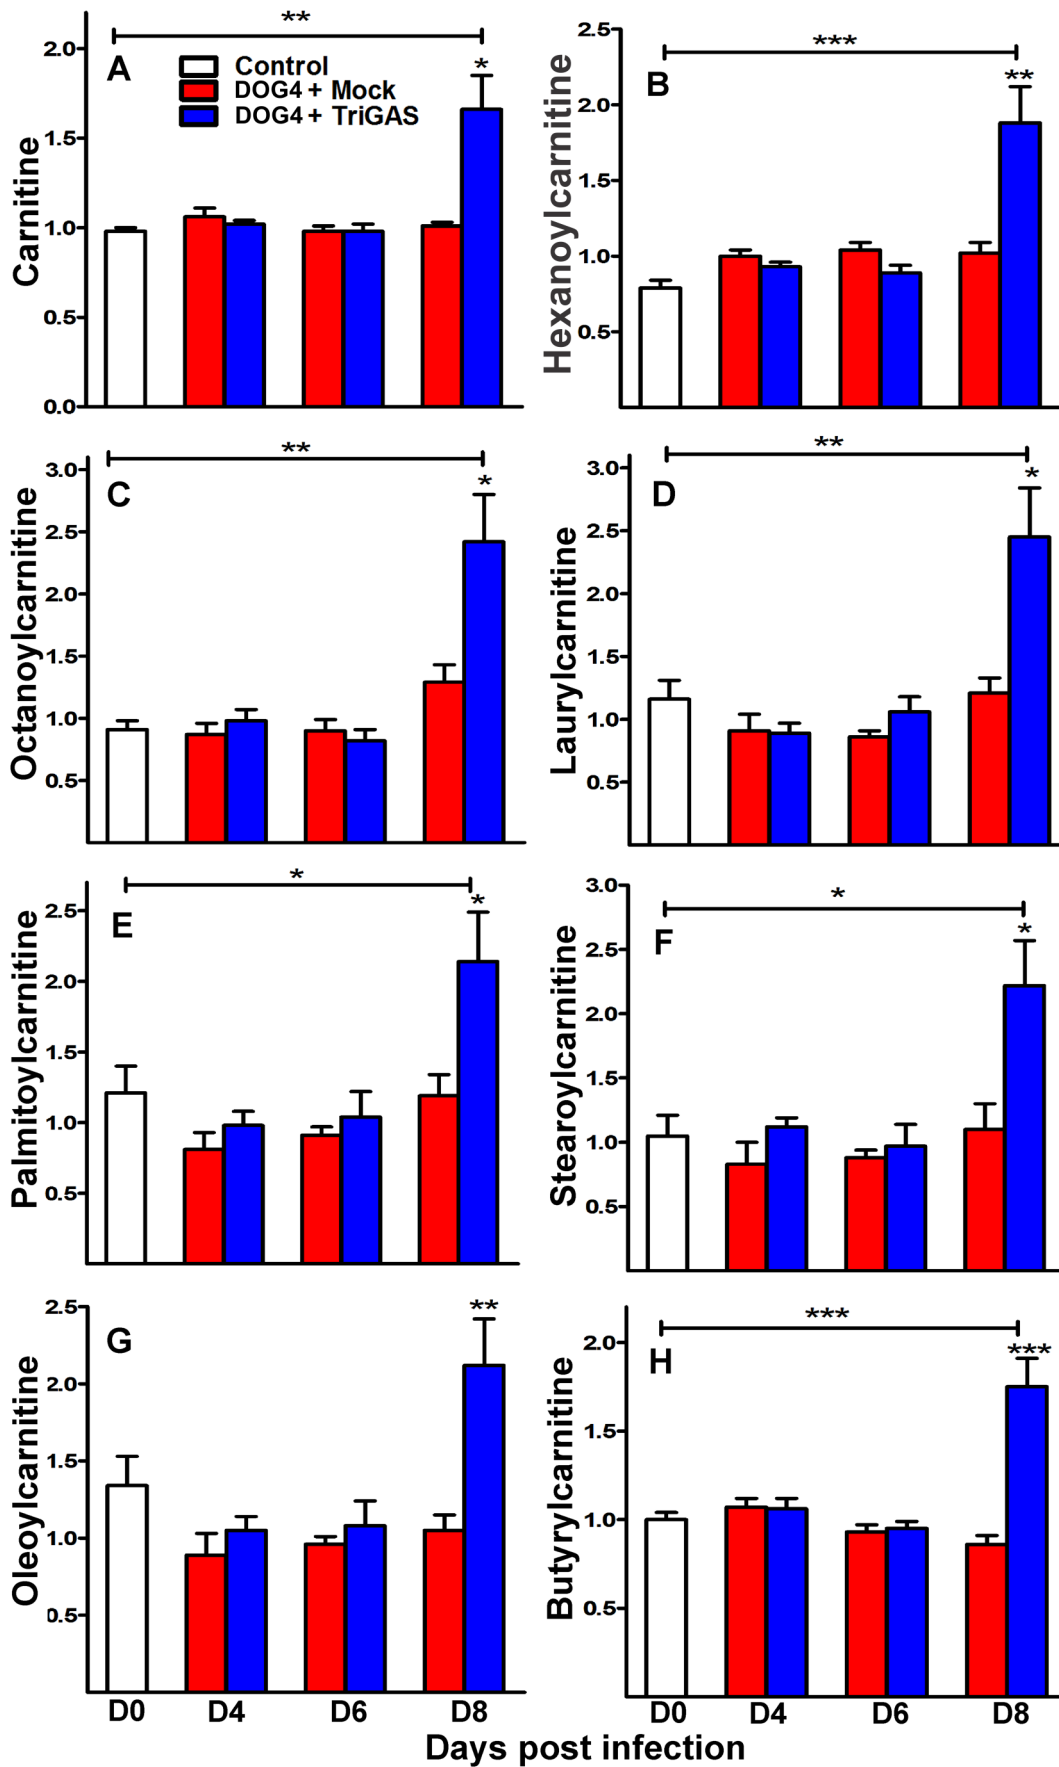 **
2.0
A
Control
DOG4 + Mock
DOG4 + TriGAS
*
1.5
1.0
0.5
0.0
Carnitine
2.5
***
B
**
2.0
1.5
1.0
0.5
Hexanoylcarnitine
**
3.0
C
*
2.5
2.0
1.5
1.0
0.5
Octanoylcarnitine
**
3.0
D
*
2.5
2.0
1.5
1.0
0.5
Laurylcarnitine
*
2.5
E
*
2.0
1.5
1.0
0.5
Palmitoylcarnitine
3.0
*
F
*
2.5
2.0
1.5
1.0
0.5
Stearoylcarnitine
2.5
G
**
2.0
1.5
1.0
0.5
Oleoylcarnitine
D0 D4 D6 D8
***
2.0
H
***
1.5
1.0
0.5
Butyrylcarnitine
D0 D4 D6 D8
Days post infection